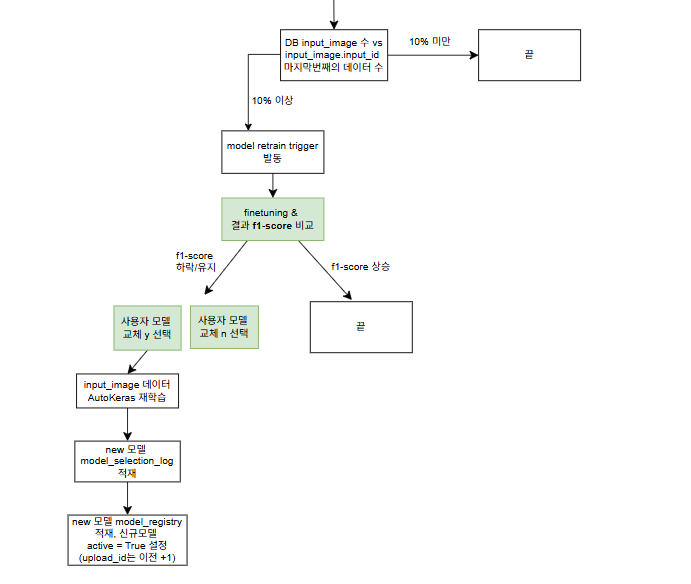 DB input_image 수 vs
input_image.input_id
마지막번째의 데이터 수
10% 미만
끝
10% 이상
model retrain trigger
발동
finetuning &
결과 f1-score 비교
f1-score
하락/유지
f1-score 상승
사용자 모델
교체 y 선택
사용자 모델
교체 n 선택
끝
input_image 데이터
AutoKeras 재학습
new 모델
model_selection_log
적재
new 모델 model_registry
적재, 신규모델
active = True 설정
(upload_id는 이전 +1)